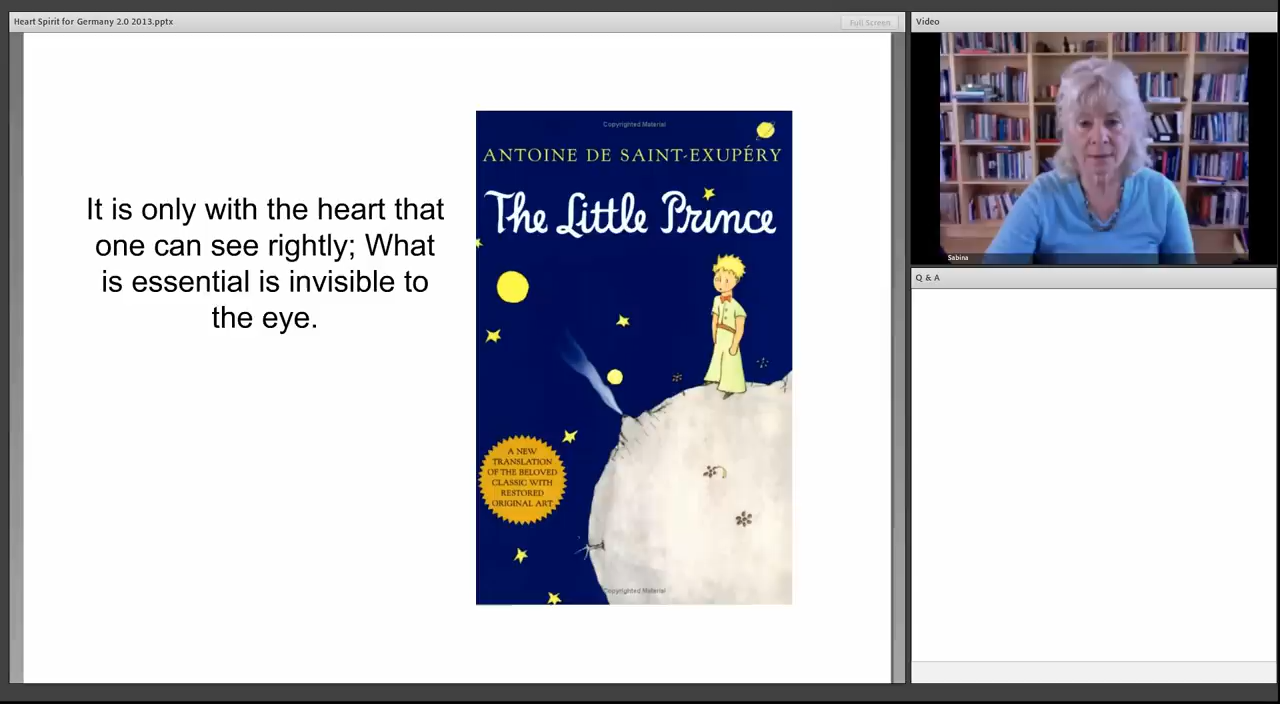 Heart Spirit for Germany 2.0 2013.pptx
Full Screen
It is only with the heart that
one can see rightly; What
is essential is invisible to
the eye.
Copyrighted Material
ANTOINE DE SAINT-EXUPÉRY
The Little Prince
A NEW
TRANSLATION
OF THE BELOVED
CLASSIC WITH
RESTORED
ORIGINAL ART
Copyrighted Material
Video
Sabina
Q & A